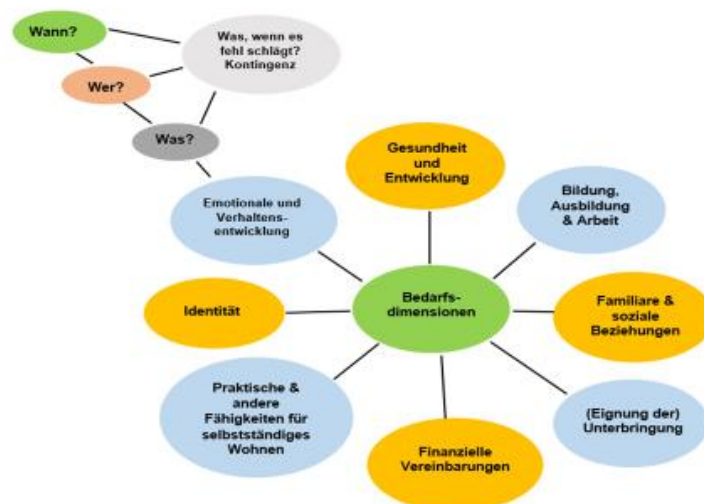 Wann?
Was, wenn es
fehl schlägt?
Kontingenz
Wer?
Was?
Gesundheit
und
Entwicklung
Emotionale und
Verhaltens-
entwicklung
Bildung,
Ausbildung
& Arbeit
Bedarfs-
dimensionen
Identität
Familiare &
soziale
Beziehungen
Praktische &
andere
Fähigkeiten für
selbstständiges
Wohnen
(Eignung der)
Unterbringung
Finanzielle
Vereinbarungen